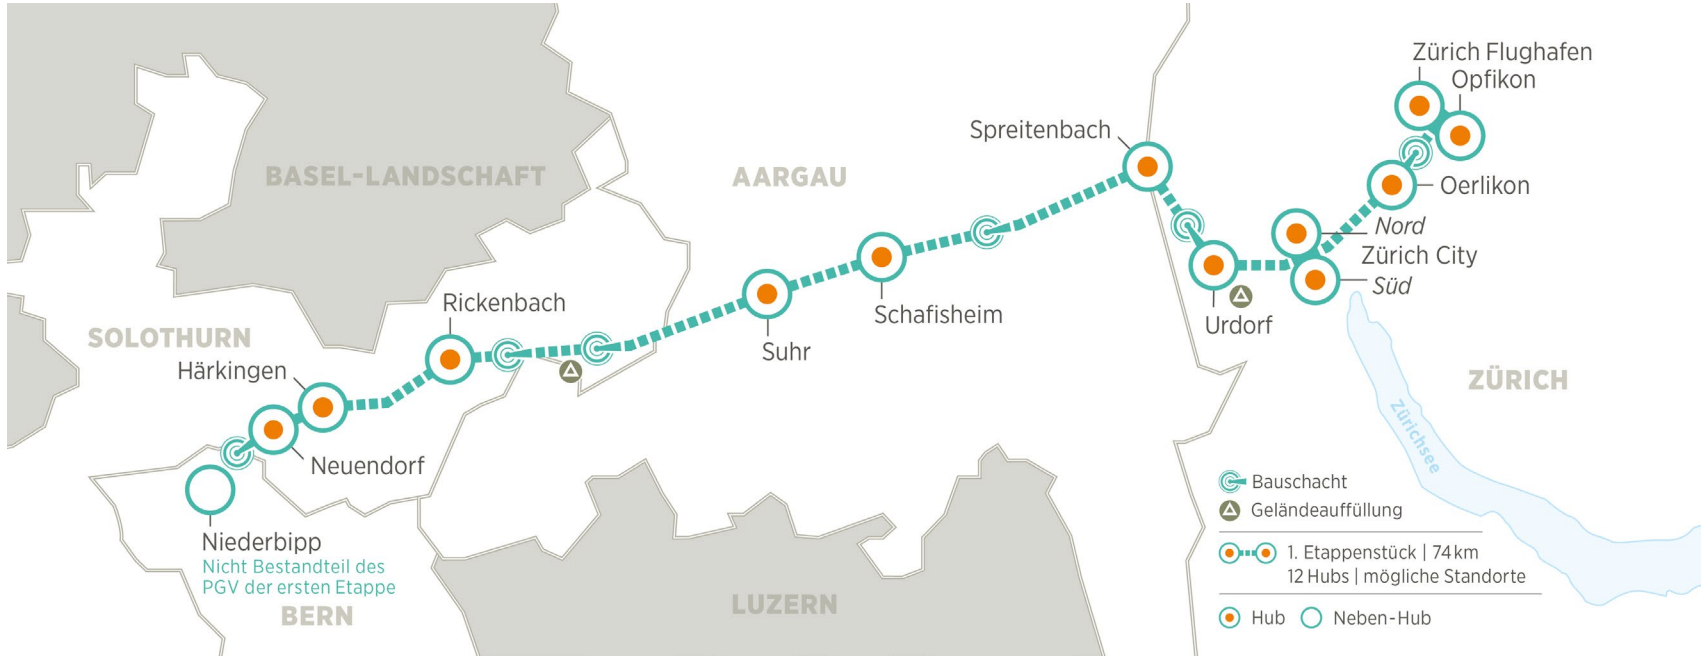 Zürich Flughafen
Opfikon
Spreitenbach
BASEL-LANDSCHAFT
AARGAU
Oerlikon
Nord
Zürich City
Süd
Rickenbach
Schafisheim
Urdorf
SOLOTHURN
Suhr
Härkingen
ZÜRICH
Zürichsee
Neuendorf
Niederbipp
Nicht Bestandteil des
PGV der ersten Etappe
BERN
LUZERN
Bauschacht
Geländeauffüllung
1. Etappenstück | 74 km
12 Hubs | mögliche Standorte
Hub
Neben-Hub